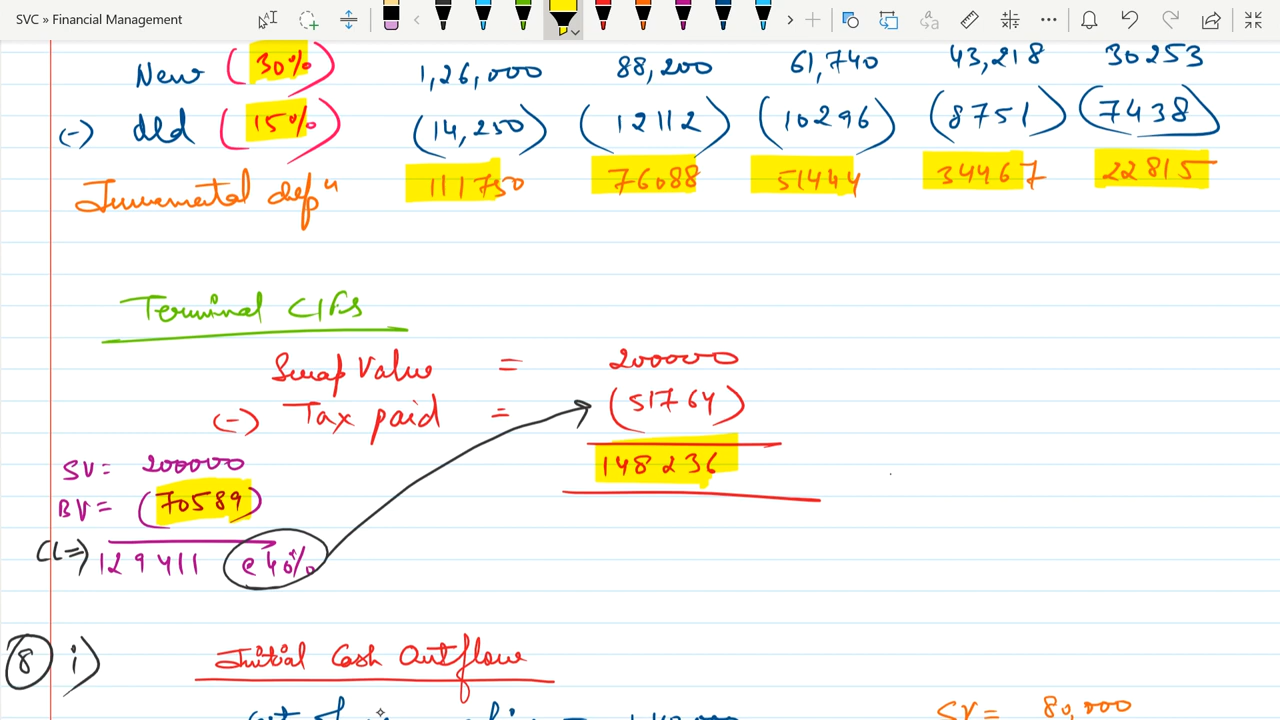 SVC » Financial Management
New (30%) 1,26,000 88,200 61,740 43,218 30253
(-) old (15%) (14,250) (12112) (10296) (8751) (7438)
Incremental depn 111750 76088 51444 34467 22815
Terminal CIFs
Scrap Value = 200000
(-) Tax paid = (51764)
148236
SV = 200000
BV = (70589)
CG => 129411 @ 40%
8 i) Initial Cash Outflow
SV = 80,000